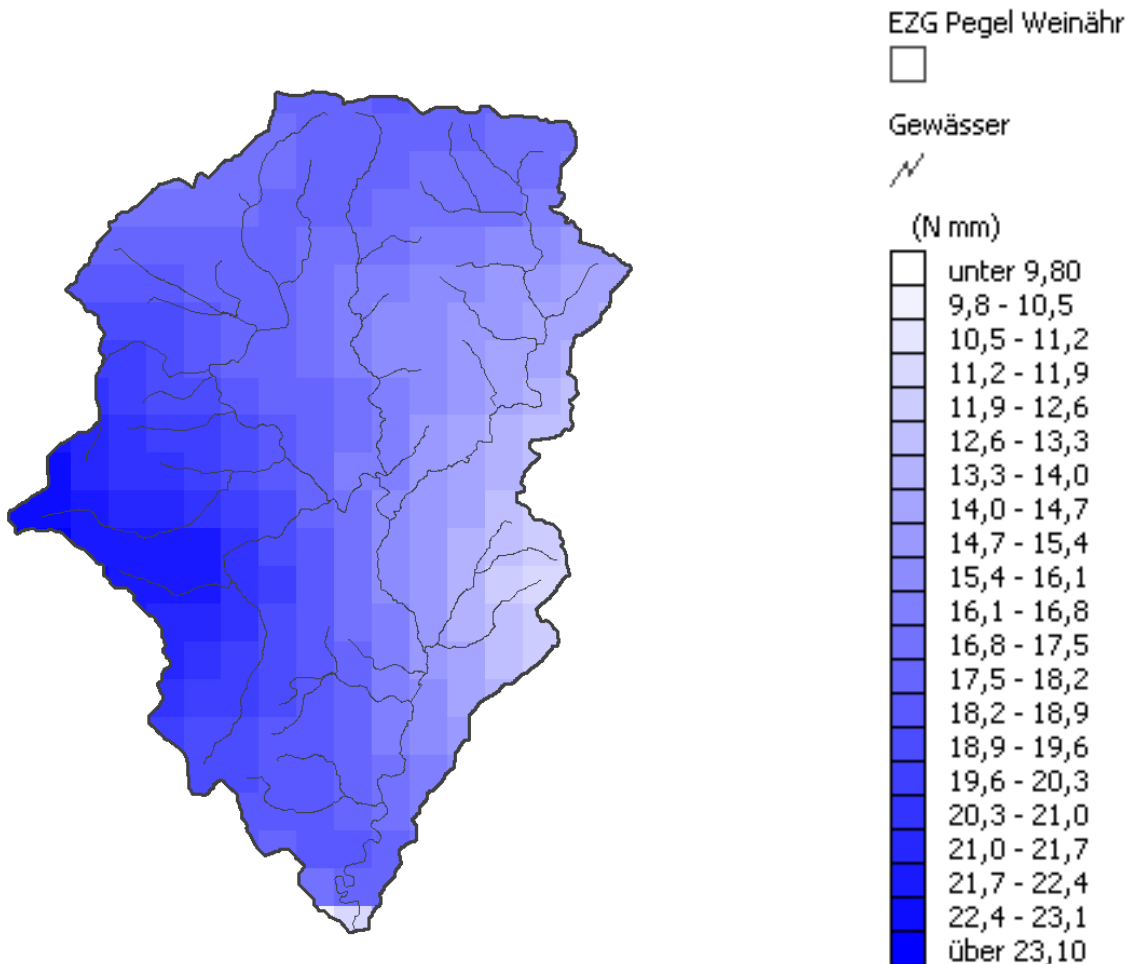 EZG Pegel Weinähr
Gewässer
(N mm)
unter 9,80
9,8 - 10,5
10,5 - 11,2
11,2 - 11,9
11,9 - 12,6
12,6 - 13,3
13,3 - 14,0
14,0 - 14,7
14,7 - 15,4
15,4 - 16,1
16,1 - 16,8
16,8 - 17,5
17,5 - 18,2
18,2 - 18,9
18,9 - 19,6
19,6 - 20,3
20,3 - 21,0
21,0 - 21,7
21,7 - 22,4
22,4 - 23,1
über 23,10